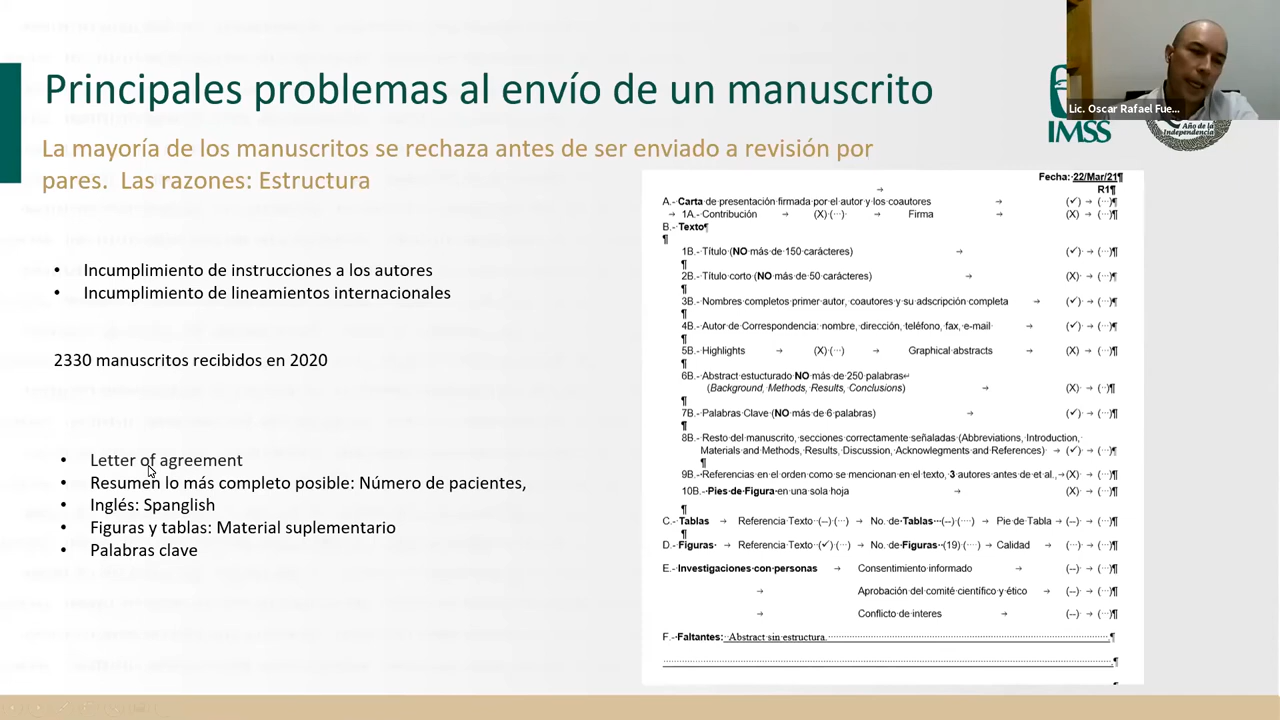 Principales problemas al envío de un manuscrito
La mayoría de los manuscritos se rechaza antes de ser enviado a revisión por
pares. Las razones: Estructura
• Incumplimiento de instrucciones a los autores
• Incumplimiento de lineamientos internacionales
2330 manuscritos recibidos en 2020
• Letter of agreement
• Resumen lo más completo posible: Número de pacientes,
• Inglés: Spanglish
• Figuras y tablas: Material suplementario
• Palabras clave
Lic. Oscar Rafael Fue...
IMSS
Año de la
Independencia
Fecha: 22/Mar/21¶
→ R1¶
A.- Carta de presentación firmada por el autor y los coautores → (✓) → (...)¶
→ 1A.- Contribución → (X) (...) → Firma → (X) → (...)¶
B.- Texto¶
¶
1B.- Título (NO más de 150 carácteres) → (✓) → (...)¶
¶
2B.- Título corto (NO más de 50 carácteres) → (X) → (...)¶
¶
3B.- Nombres completos primer autor, coautores y su adscripción completa → (✓) → (...)¶
¶
4B.- Autor de Correspondencia: nombre, dirección, teléfono, fax, e-mail → (✓) → (...)¶
¶
5B.- Highlights → (X) (...) → Graphical abstracts → (X) → (...)¶
¶
6B.- Abstract estucturado NO más de 250 palabras↵
(Background, Methods, Results, Conclusions) → (X) → (..)¶
¶
7B.- Palabras Clave (NO más de 6 palabras) → (✓) → (...)¶
¶
8B.- Resto del manuscrito, secciones correctamente señaladas (Abbreviations, Introduction,
Materials and Methods, Results, Discussion, Acknowlegments and References) → (✓) → (...)¶
¶
9B.- Referencias en el orden como se mencionan en el texto, 3 autores antes de et al., → (X) → (...)¶
10B.- Pies de Figura en una sola hoja → (X) → (...)¶
¶
C.- Tablas → Referencia Texto (--) (...) → No. de Tablas (--) (....) → Pie de Tabla → (--) → (...)¶
¶
D.- Figuras → Referencia Texto (✓) (...) → No. de Figuras (19) (....) → Calidad → (...) → (...)¶
E.- Investigaciones con personas → Consentimiento informado → (--) → (...)¶
→ Aprobación del comité científico y ético → (--) → (...)¶
→ Conflicto de interes → (--) → (...)¶
F.- Faltantes: Abstract sin estructura. ¶
¶